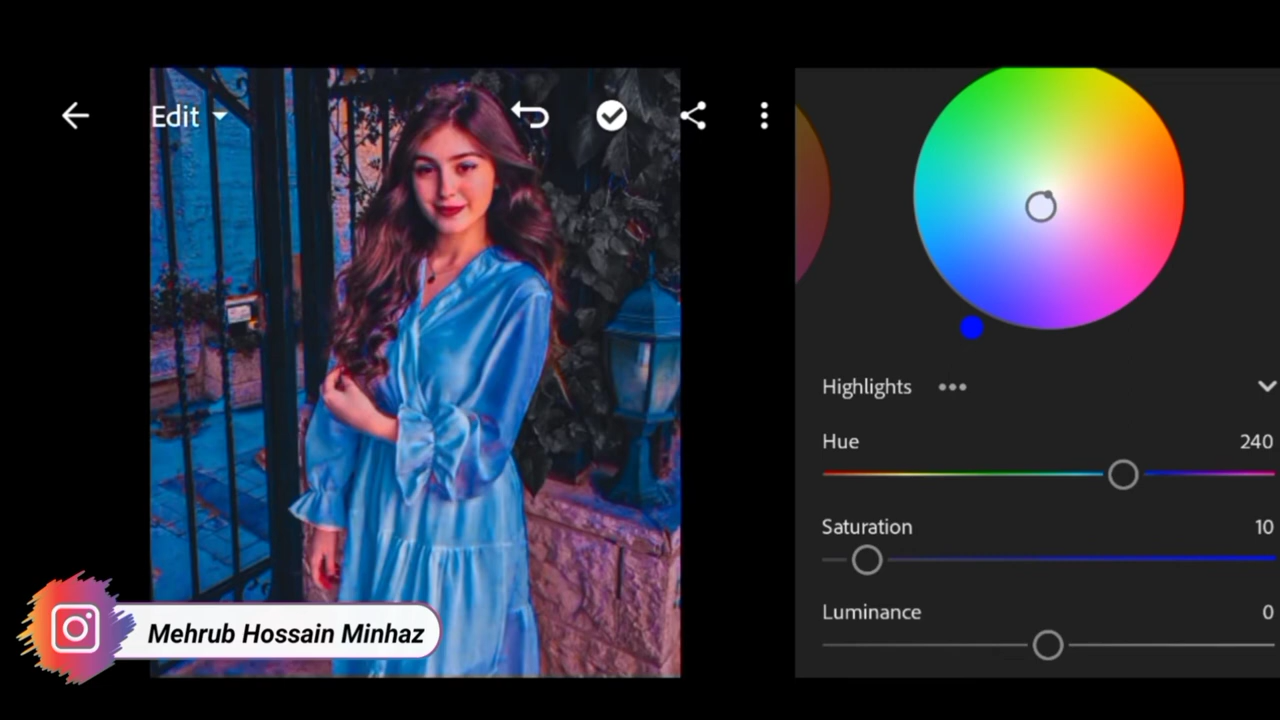 Edit
Highlights
Hue 240
Saturation 10
Luminance 0
Mehrub Hossain Minhaz